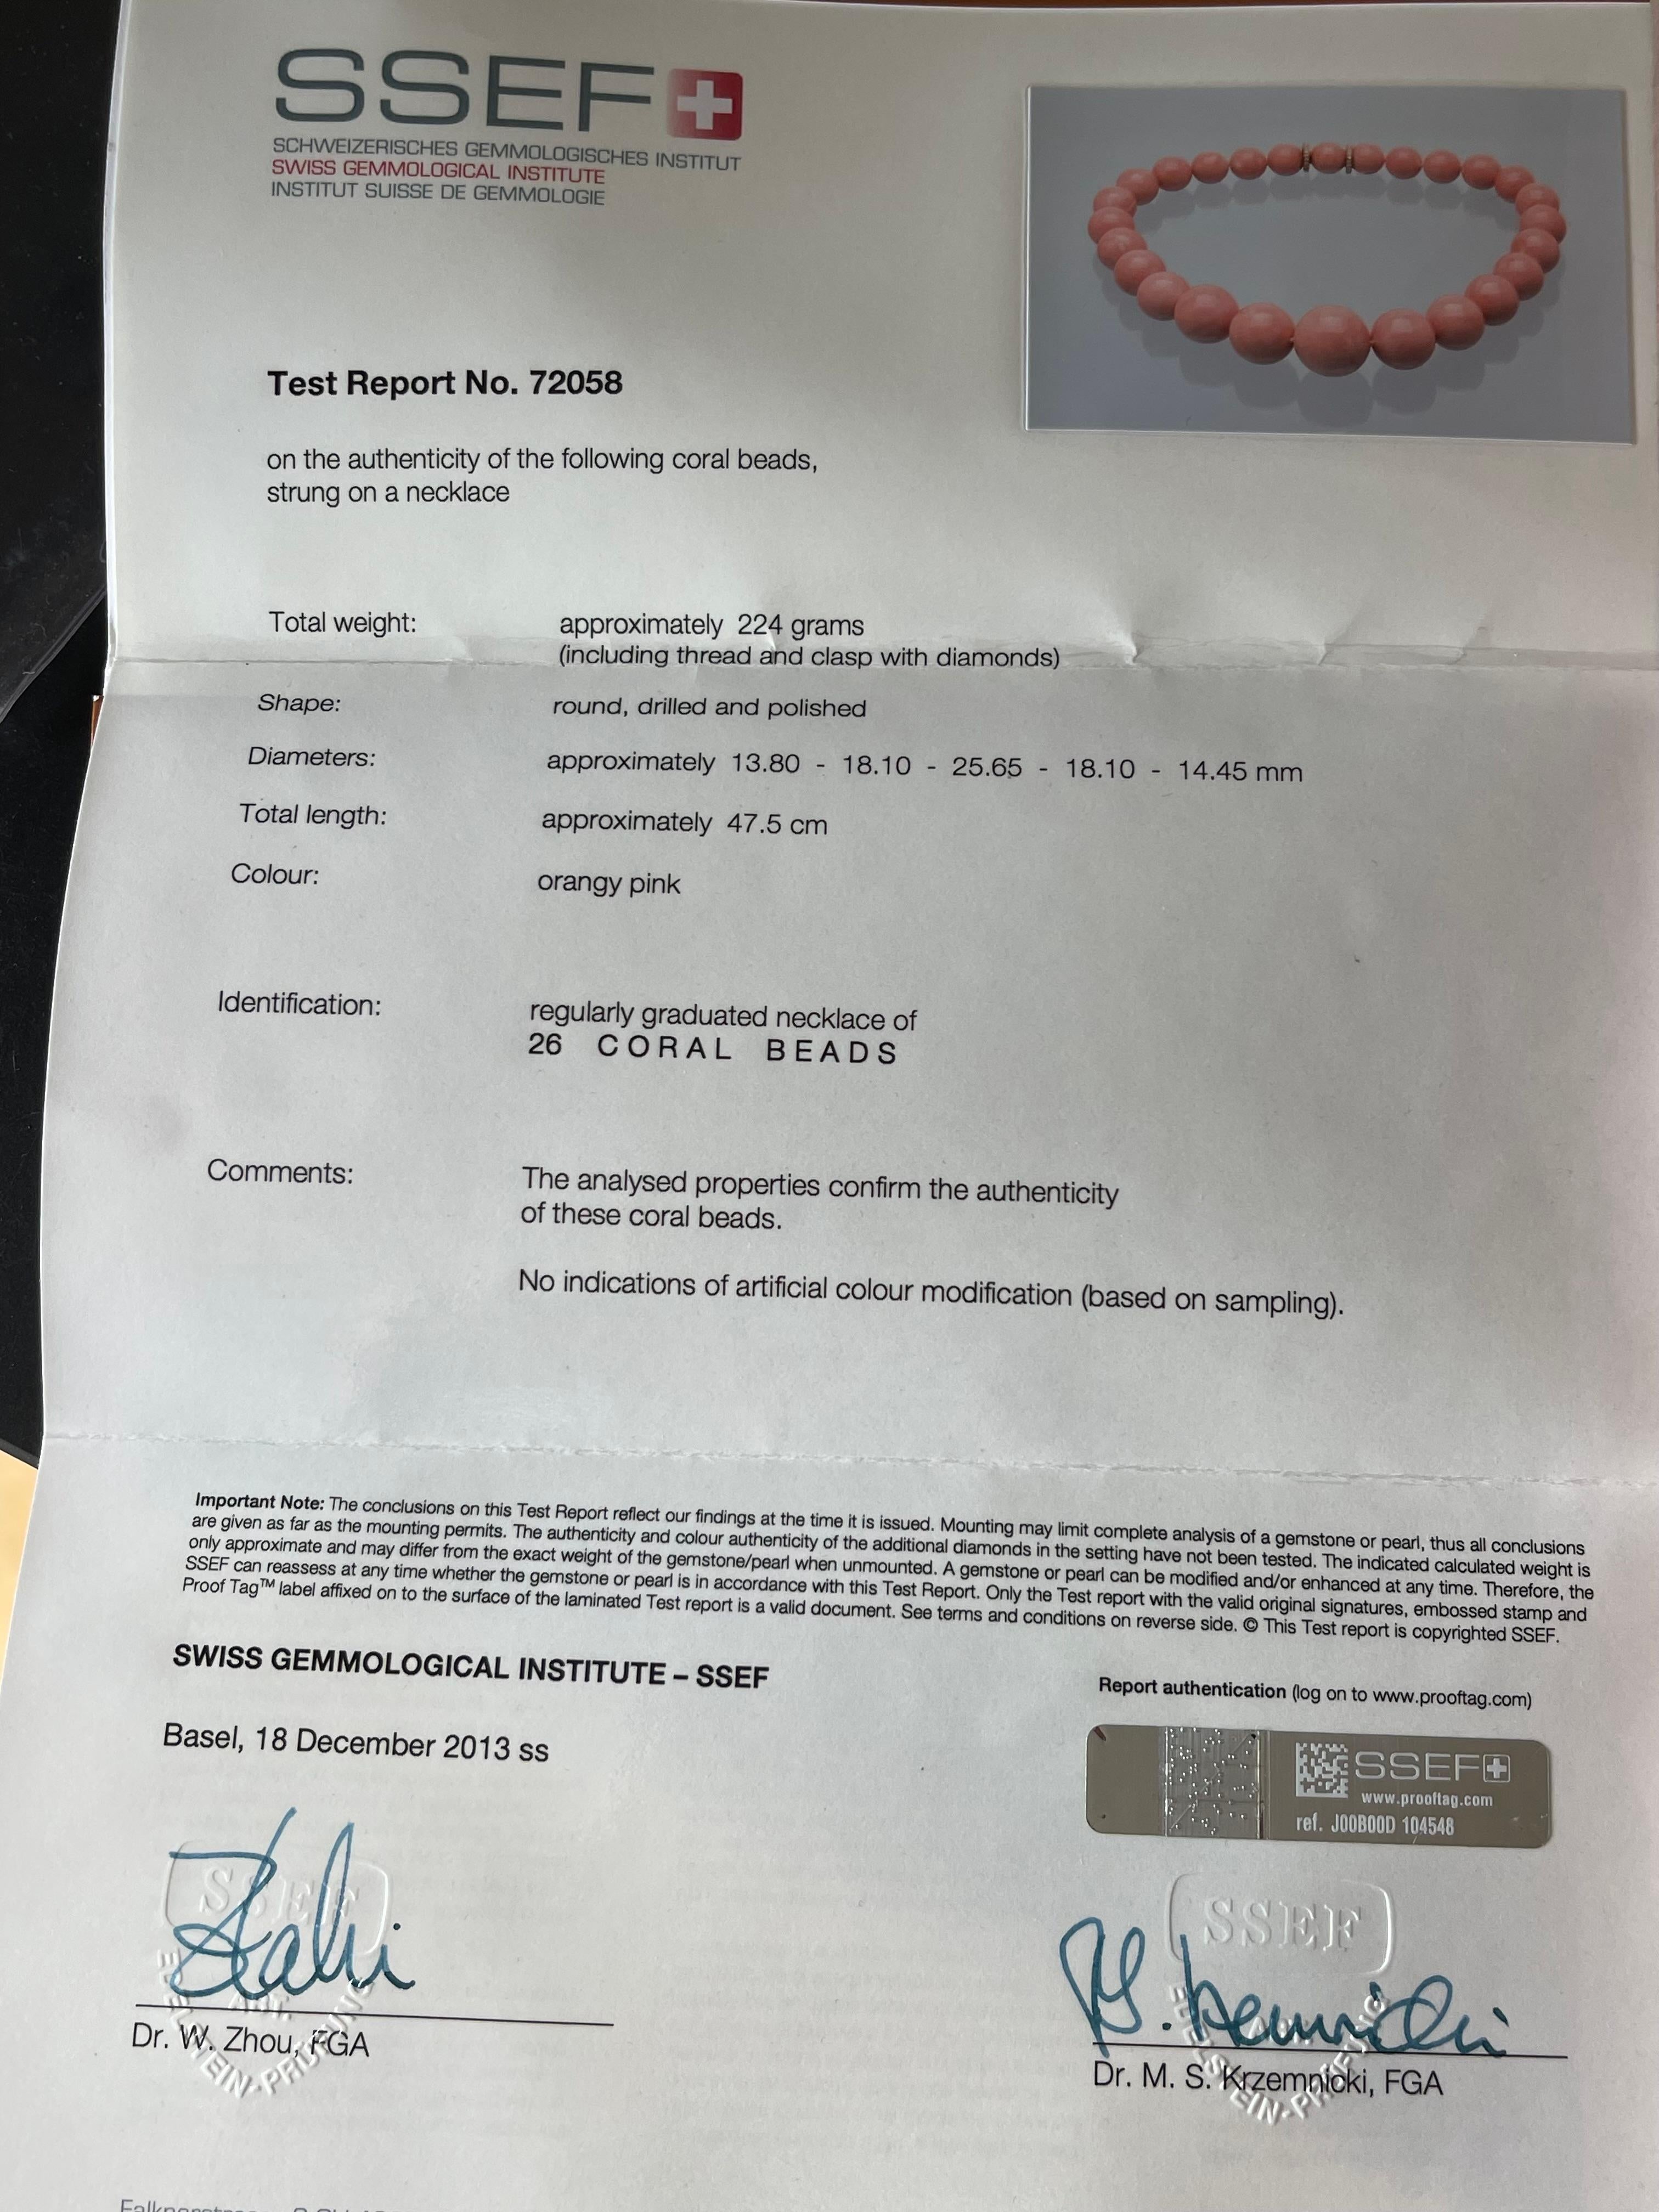 SSEF
SCHWEIZERISCHES GEMMOLOGISCHES INSTITUT
SWISS GEMMOLOGICAL INSTITUTE
INSTITUT SUISSE DE GEMMOLOGIE
Test Report No. 72058
on the authenticity of the following coral beads,
strung on a necklace
Total weight: approximately 224 grams
(including thread and clasp with diamonds)
Shape: round, drilled and polished
Diameters: approximately 13.80 - 18.10 - 25.65 - 18.10 - 14.45 mm
Total length: approximately 47.5 cm
Colour: orangy pink
Identification: regularly graduated necklace of
26 CORAL BEADS
Comments: The analysed properties confirm the authenticity
of these coral beads.
No indications of artificial colour modification (based on sampling).
Important Note: The conclusions on this Test Report reflect our findings at the time it is issued. Mounting may limit complete analysis of a gemstone or pearl, thus all conclusions
are given as far as the mounting permits. The authenticity and colour authenticity of the additional diamonds in the setting have not been tested. The indicated calculated weight is
only approximate and may differ from the exact weight of the gemstone/pearl when unmounted. A gemstone or pearl can be modified and/or enhanced at any time. Therefore, the
SSEF can reassess at any time whether the gemstone or pearl is in accordance with this Test Report. Only the Test report with the valid original signatures, embossed stamp and
Proof Tag™ label affixed on to the surface of the laminated Test report is a valid document. See terms and conditions on reverse side. © This Test report is copyrighted SSEF.
SWISS GEMMOLOGICAL INSTITUTE – SSEF
Basel, 18 December 2013 ss
Report authentication (log on to www.prooftag.com)
SSEF
www.prooftag.com
ref. J00B00D 104548
SSEF
SSEF
Dr. W. Zhou, FGA
Dr. M. S. Krzemnicki, FGA